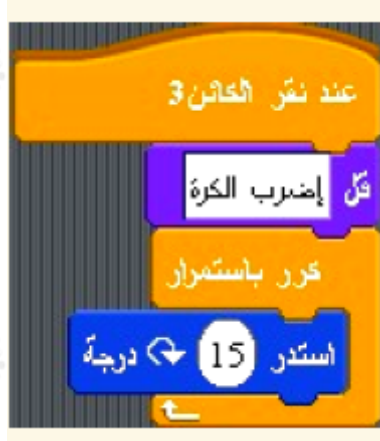 عند نقر الكائن3
قل إضرب الكرة
كرر باستمرار
استدر 15 درجة